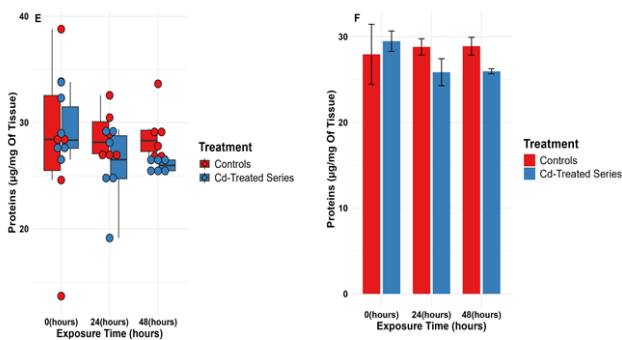 E
Proteins (µg/mg Of Tissue)
40
30
20
0(hours) 24(hours) 48(hours)
Exposure Time (hours)
Treatment
Controls
Cd-Treated Series
F
Proteins (µg/mg Of Tissue)
30
20
10
0
0(hours) 24(hours) 48(hours)
Exposure Time (hours)
Treatment
Controls
Cd-Treated Series